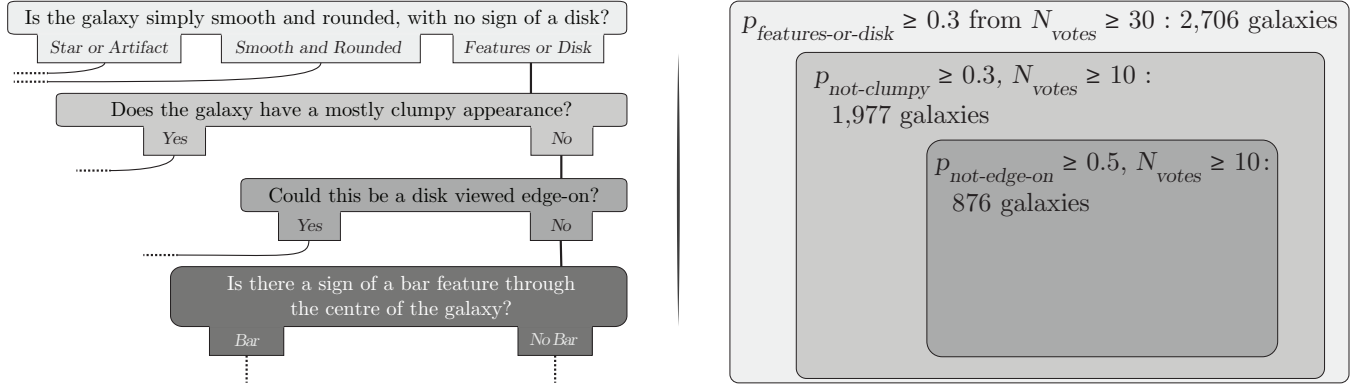 Is the galaxy simply smooth and rounded, with no sign of a disk?
Star or Artifact
Smooth and Rounded
Features or Disk
Does the galaxy have a mostly clumpy appearance?
Yes
No
Could this be a disk viewed edge-on?
Yes
No
Is there a sign of a bar feature through
the centre of the galaxy?
Bar
No Bar
p_features-or-disk ≥ 0.3 from N_votes ≥ 30 : 2,706 galaxies
p_not-clumpy ≥ 0.3, N_votes ≥ 10 :
1,977 galaxies
p_not-edge-on ≥ 0.5, N_votes ≥ 10:
876 galaxies